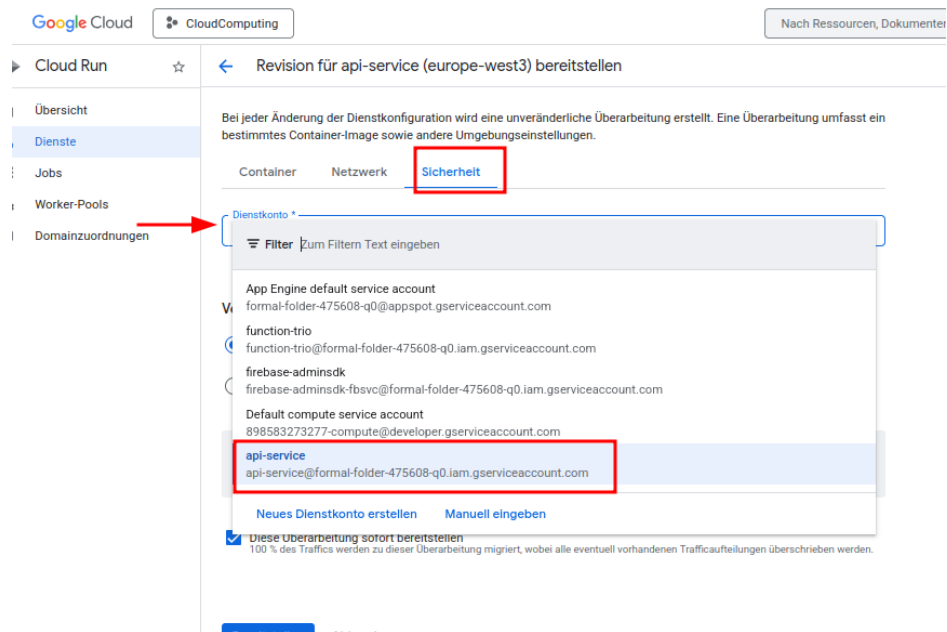 Google Cloud
CloudComputing
Nach Ressourcen, Dokumenten
Cloud Run
Revision für api-service (europe-west3) bereitstellen
Übersicht
Dienste
Jobs
Worker-Pools
Domainzuordnungen
Bei jeder Änderung der Dienstkonfiguration wird eine unveränderliche Überarbeitung erstellt. Eine Überarbeitung umfasst ein
bestimmtes Container-Image sowie andere Umgebungseinstellungen.
Container Netzwerk Sicherheit
Dienstkonto *
Filter Zum Filtern Text eingeben
App Engine default service account
formal-folder-475608-q0@appspot.gserviceaccount.com
function-trio
function-trio@formal-folder-475608-q0.iam.gserviceaccount.com
firebase-adminsdk
firebase-adminsdk-fbsvc@formal-folder-475608-q0.iam.gserviceaccount.com
Default compute service account
898583273277-compute@developer.gserviceaccount.com
api-service
api-service@formal-folder-475608-q0.iam.gserviceaccount.com
Neues Dienstkonto erstellen Manuell eingeben
Diese Überarbeitung sofort bereitstellen
100 % des Traffics werden zu dieser Überarbeitung migriert, wobei alle eventuell vorhandenen Trafficaufteilungen überschrieben werden.